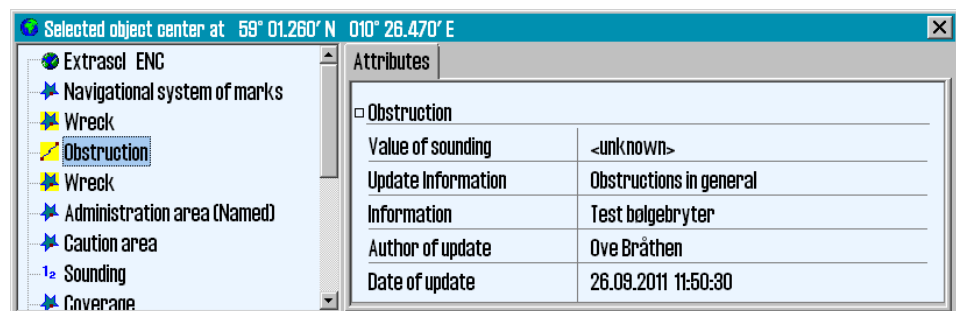 Selected object center at 59° 01.260' N 010° 26.470' E
Extrascl ENC
Navigational system of marks
Wreck
Obstruction
Wreck
Administration area (Named)
Caution area
1₂ Sounding
Coverage
Attributes
Obstruction
Value of sounding <unknown>
Update Information Obstructions in general
Information Test bølgebryter
Author of update Ove Bråthen
Date of update 26.09.2011 11:50:30